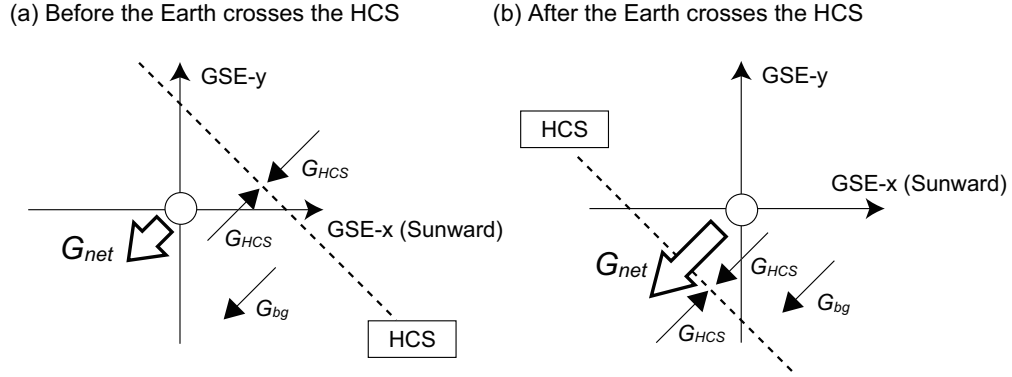 (a) Before the Earth crosses the HCS
GSE-y
G_HCS
GSE-x (Sunward)
G_HCS
G_net
G_bg
HCS
(b) After the Earth crosses the HCS
GSE-y
HCS
GSE-x (Sunward)
G_net
G_HCS
G_bg
G_HCS